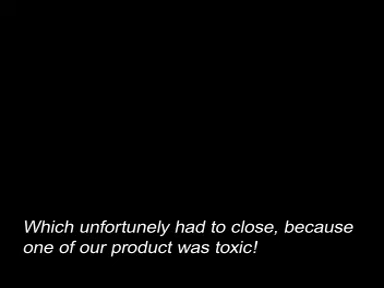 Which unfortunely had to close, because
one of our product was toxic!